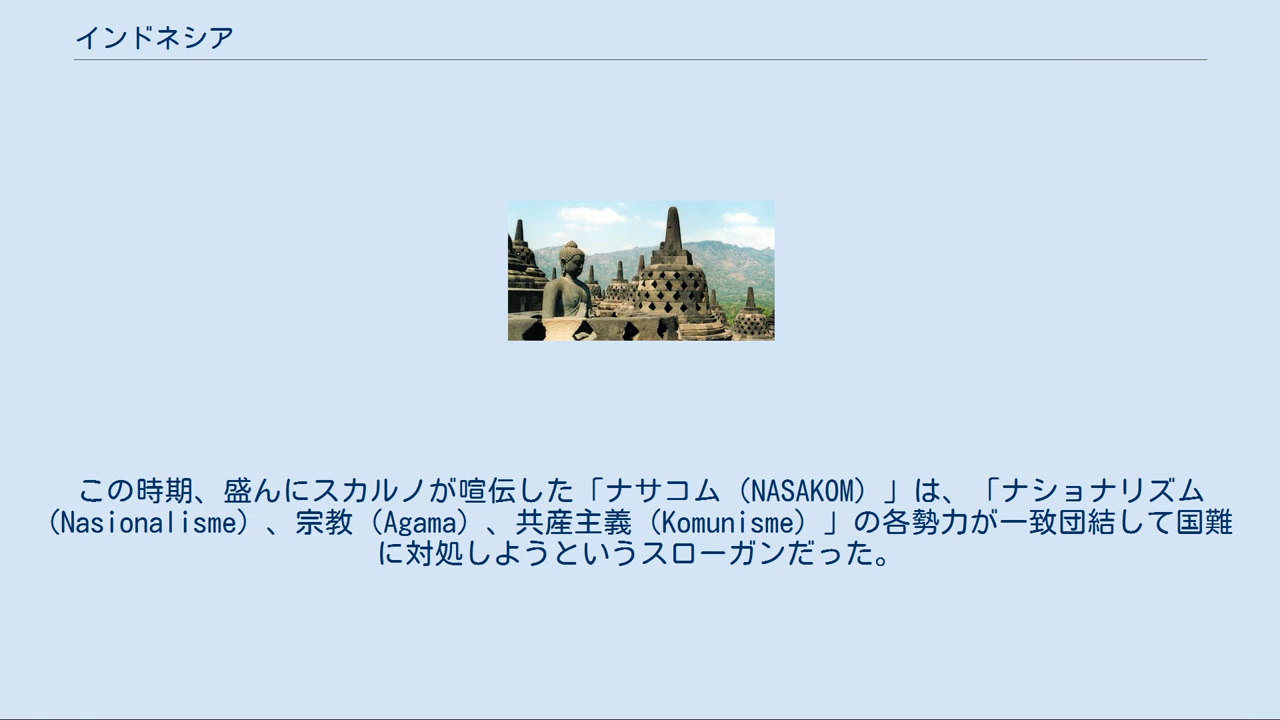 インドネシア
この時期、盛んにスカルノが喧伝した「ナサコム（NASAKOM）」は、「ナショナリズム
（Nasionalisme）、宗教（Agama）、共産主義（Komunisme）」の各勢力が一致団結して国難
に対処しようというスローガンだった。